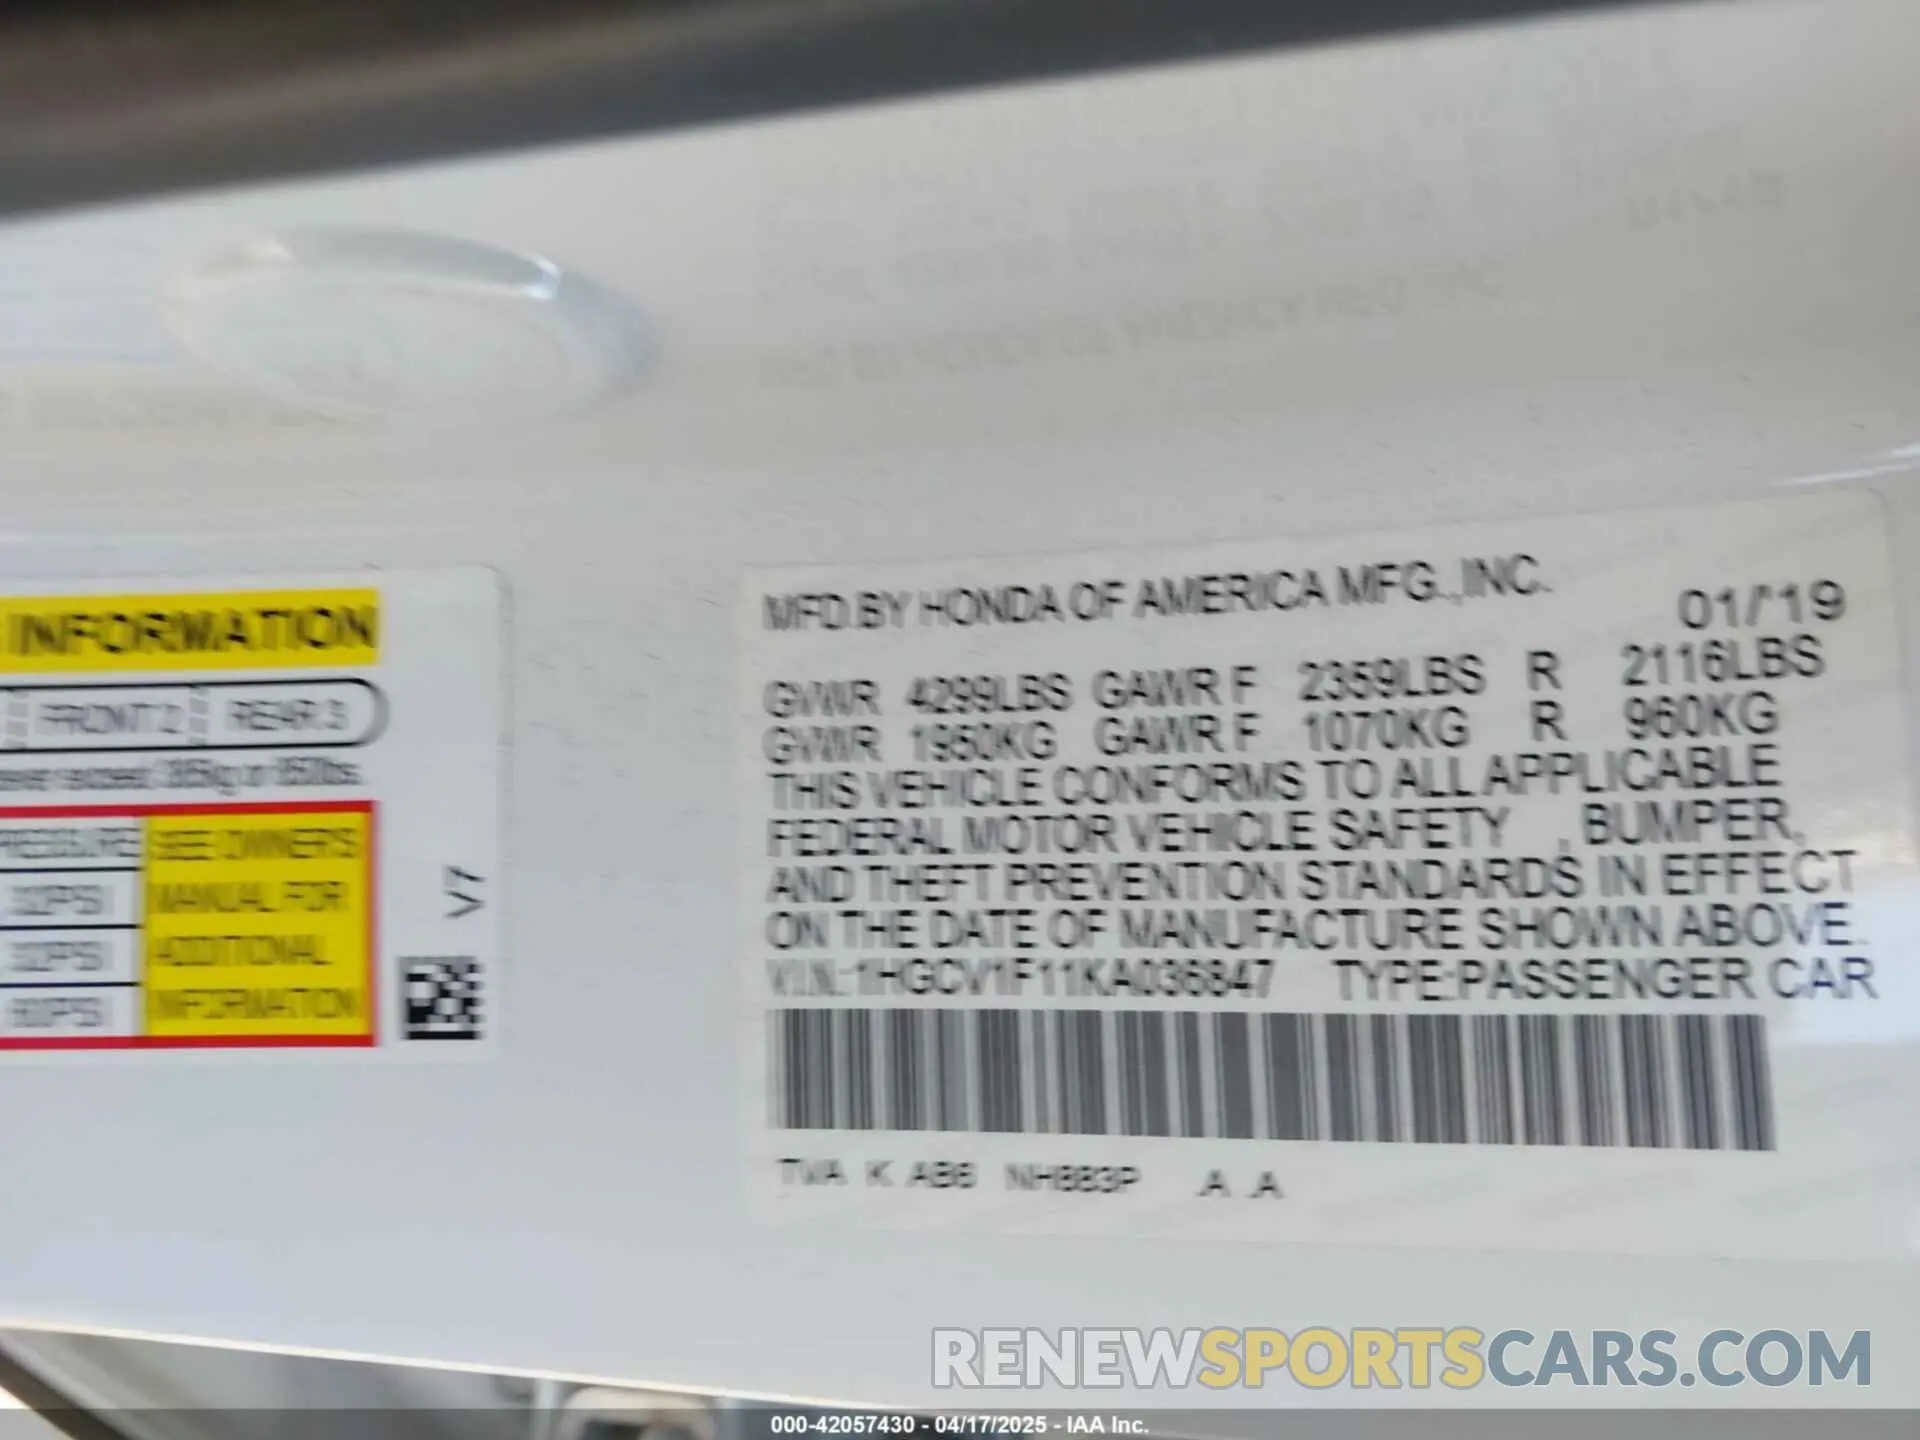 INFORMATION
FRONT 2 REAR 3
PRESSURE
32PSI
32PSI
60PSI
SEE OWNER'S
MANUAL FOR
ADDITIONAL
INFORMATION
V7
MFD.BY HONDA OF AMERICA MFG.,INC. 01/'19
GVWR 4299LBS GAWR F 2359LBS R 2116LBS
GVWR 1950KG GAWR F 1070KG R 960KG
THIS VEHICLE CONFORMS TO ALL APPLICABLE
FEDERAL MOTOR VEHICLE SAFETY , BUMPER,
AND THEFT PREVENTION STANDARDS IN EFFECT
ON THE DATE OF MANUFACTURE SHOWN ABOVE.
V.I.N.:1HGCV1F11KA036847 TYPE:PASSENGER CAR
TVA K AB6 NH883P A A
RENEWSPORTSCARS.COM
000-42057430 - 04/17/2025 - IAA Inc.